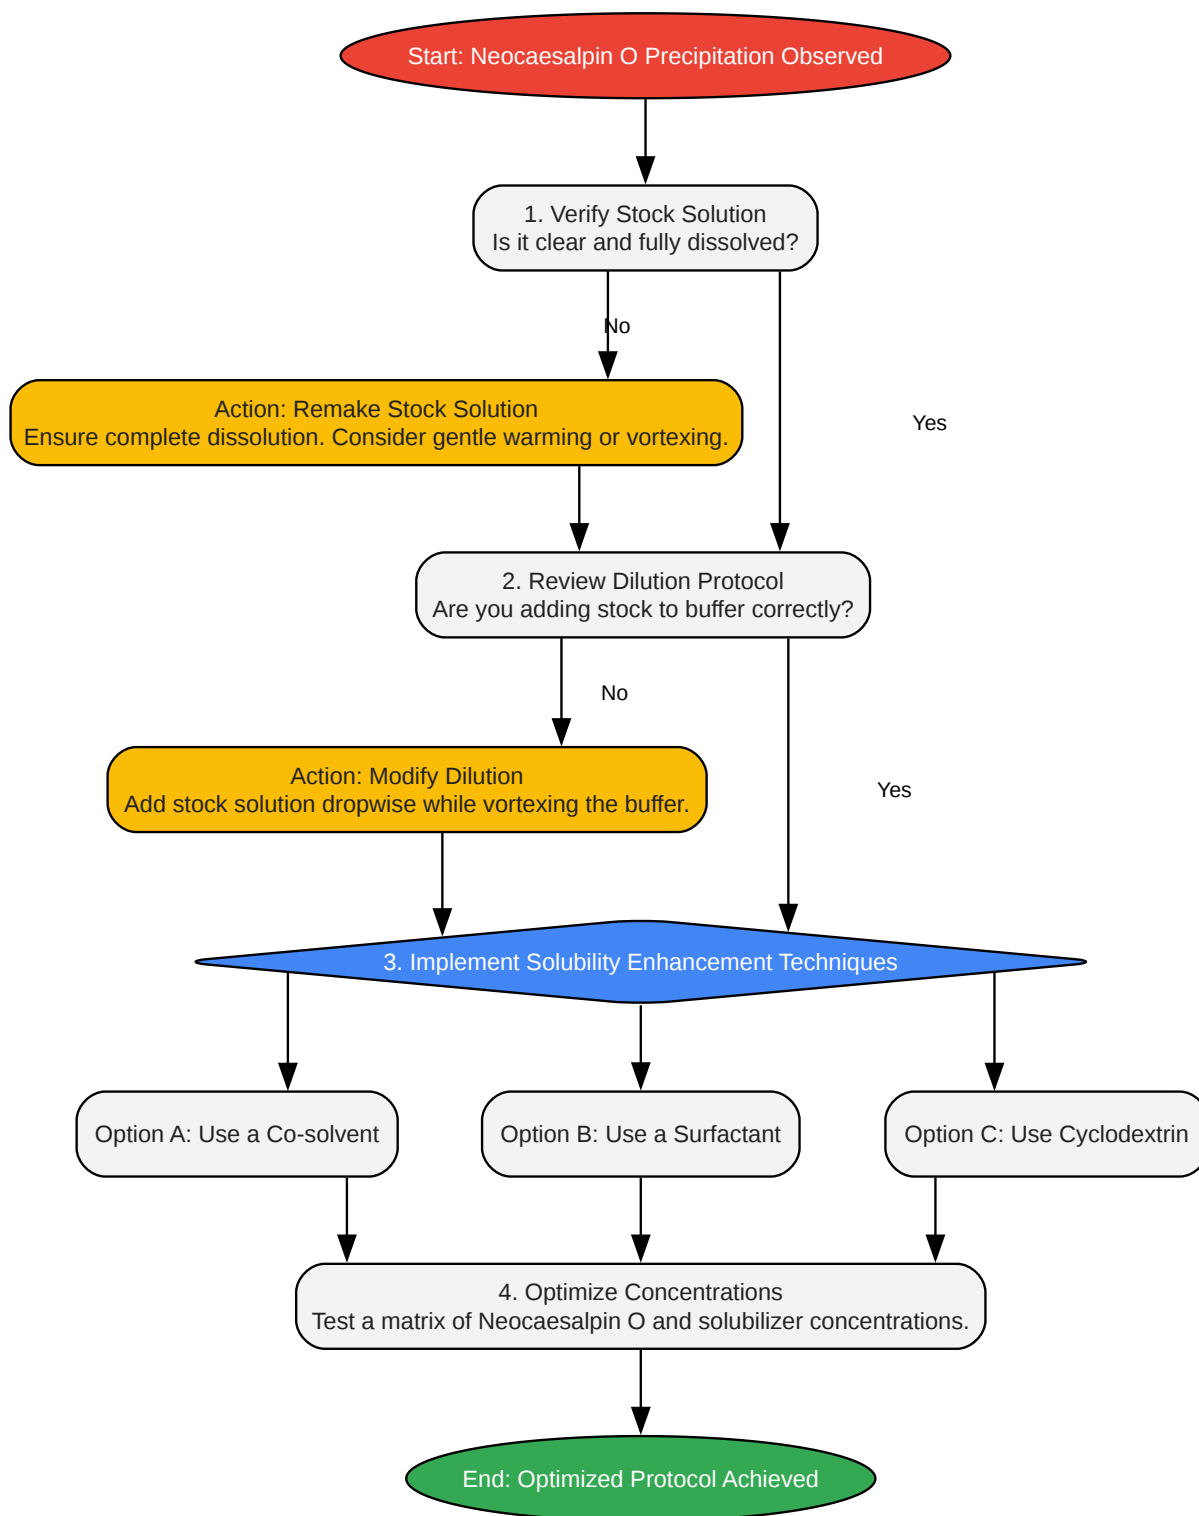 Start: Neocaesalpin O Precipitation Observed
1. Verify Stock Solution
Is it clear and fully dissolved?
No
Action: Remake Stock Solution
Ensure complete dissolution. Consider gentle warming or vortexing.
Yes
2. Review Dilution Protocol
Are you adding stock to buffer correctly?
No
Action: Modify Dilution
Add stock solution dropwise while vortexing the buffer.
Yes
3. Implement Solubility Enhancement Techniques
Option A: Use a Co-solvent
Option B: Use a Surfactant
Option C: Use Cyclodextrin
4. Optimize Concentrations
Test a matrix of Neocaesalpin O and solubilizer concentrations.
End: Optimized Protocol Achieved